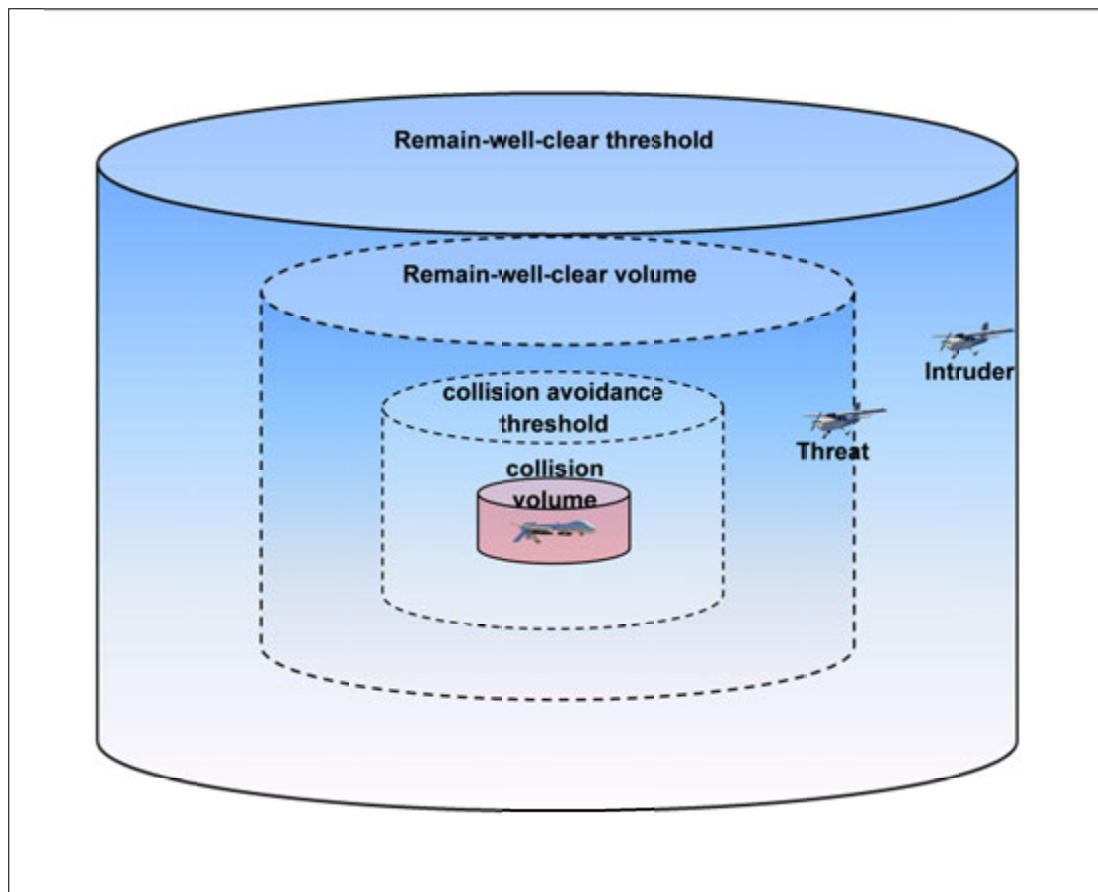 Remain-well-clear threshold
Remain-well-clear volume
Intruder
collision avoidance
threshold
Threat
collision
volume